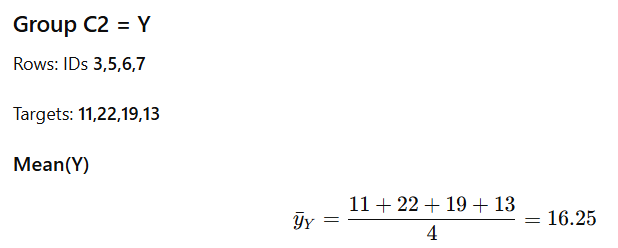 Group C2 = Y
Rows: IDs 3,5,6,7
Targets: 11,22,19,13
Mean(Y)
ȳ_Y = (11 + 22 + 19 + 13) / 4 = 16.25